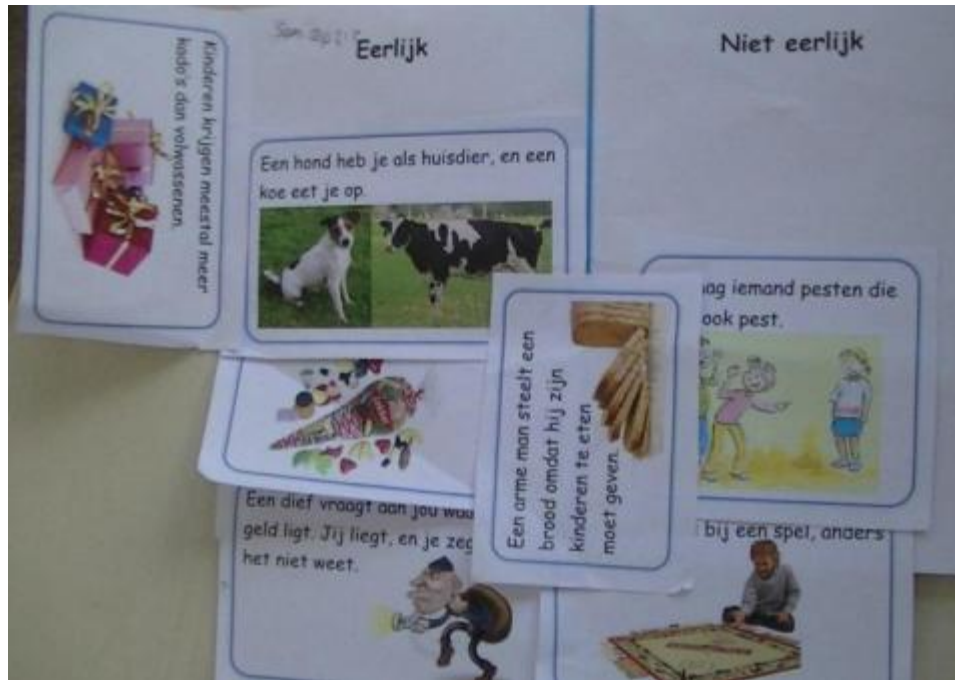 Eerlijk
Niet eerlijk
Kinderen krijgen meestal meer
kado's dan volwassenen.
Een hond heb je als huisdier, en een
koe eet je op.
iemand pesten die
ook pest.
Een arme man steelt een
brood omdat hij zijn
kinderen te eten
moet geven.
Een dief vraagt aan jou
geld ligt. Jij liegt, en je
het niet weet.
bij een spel, anders